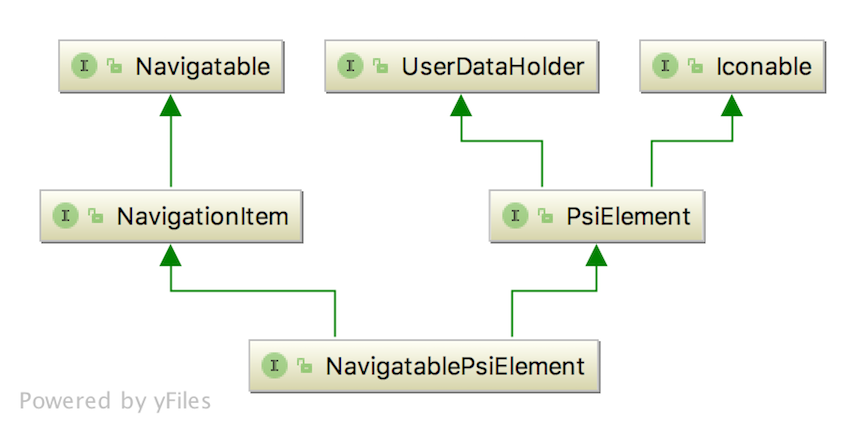 Navigatable
UserDataHolder
Iconable
NavigationItem
PsiElement
NavigatablePsiElement
Powered by yFiles